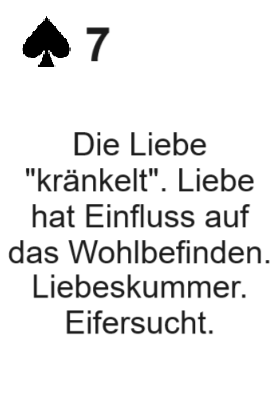 ♠ 7
Die Liebe
"kränkelt". Liebe
hat Einfluss auf
das Wohlbefinden.
Liebeskummer.
Eifersucht.